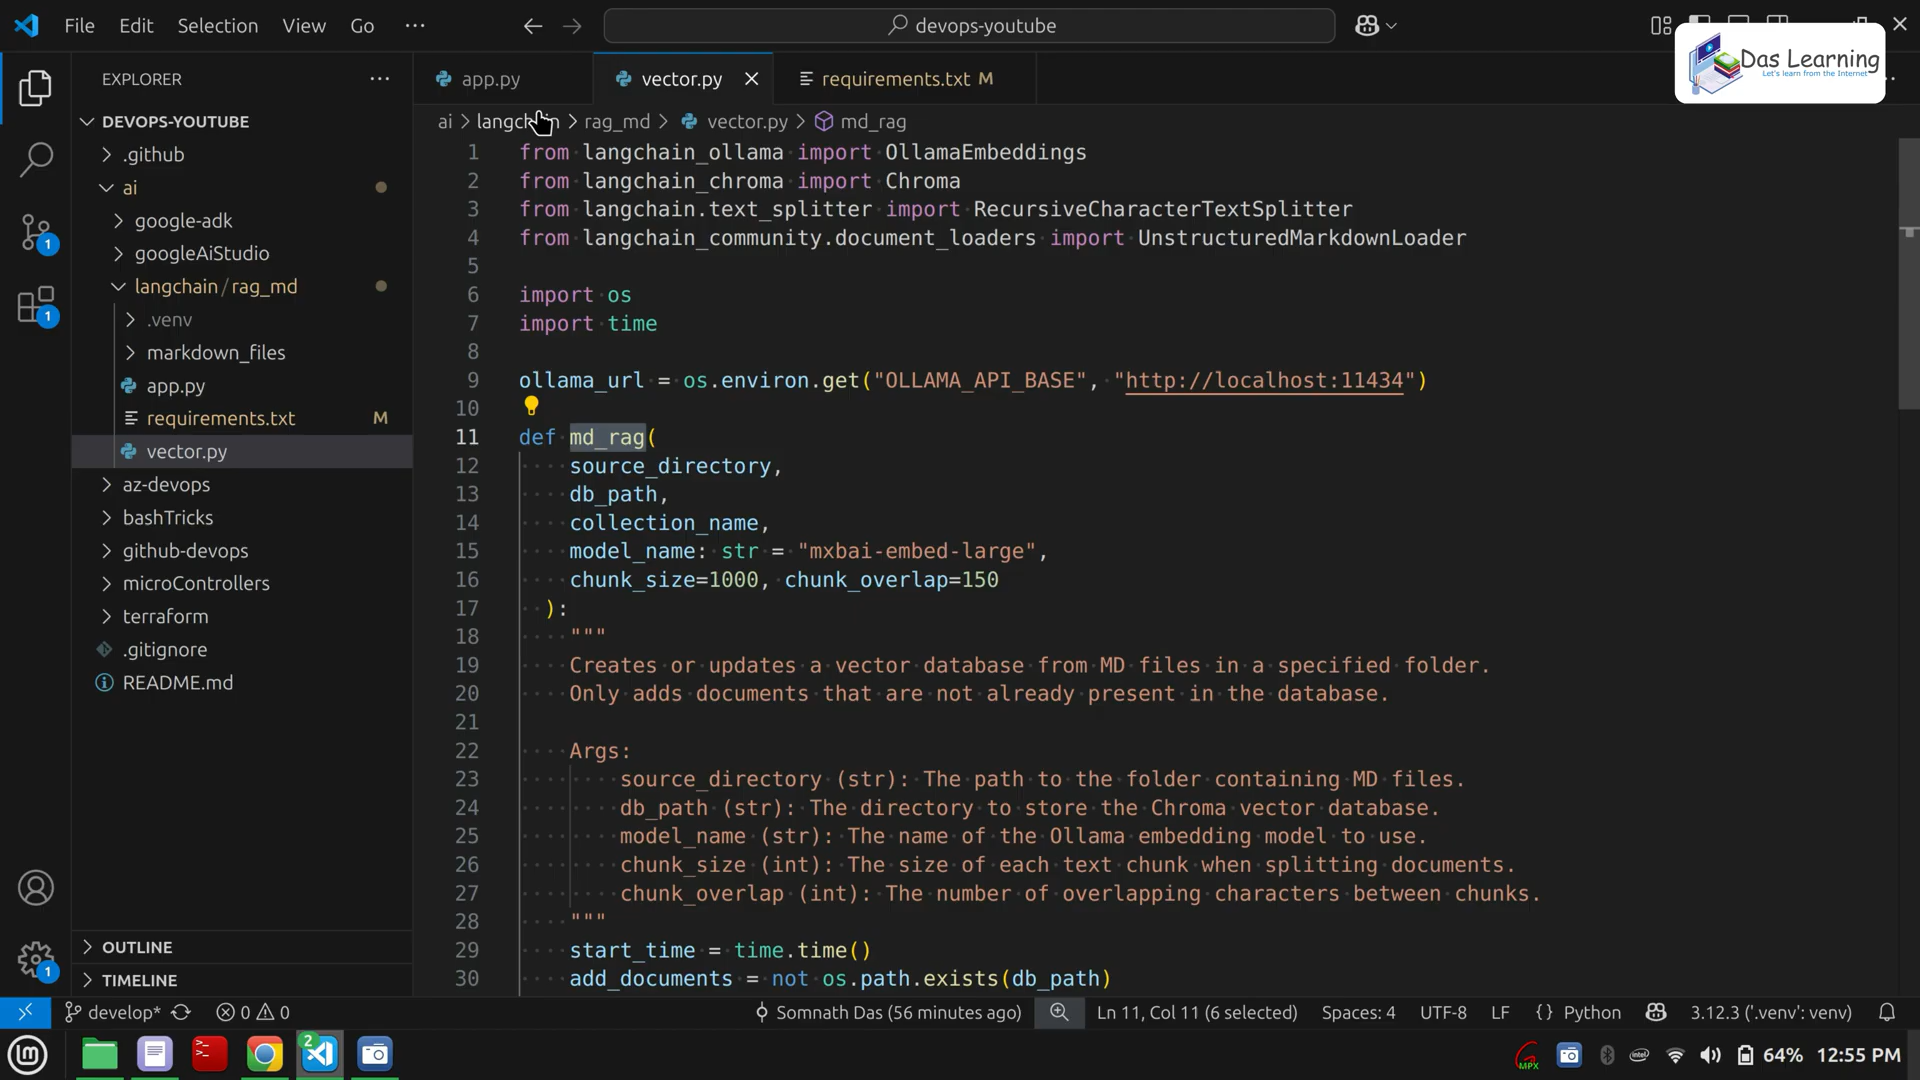 File Edit Selection View Go ··· devops-youtube
Das Learning
Let's learn from the Internet
EXPLORER
app.py vector.py requirements.txt M
ai > langchain > rag_md > vector.py > md_rag
DEVOPS-YOUTUBE
.github
ai
google-adk
googleAiStudio
langchain / rag_md
.venv
markdown_files
app.py
requirements.txt M
vector.py
az-devops
bashTricks
github-devops
microControllers
terraform
.gitignore
README.md
OUTLINE
TIMELINE
1
1
1
1 from langchain_ollama import OllamaEmbeddings
2 from langchain_chroma import Chroma
3 from langchain.text_splitter import RecursiveCharacterTextSplitter
4 from langchain_community.document_loaders import UnstructuredMarkdownLoader
5
6 import os
7 import time
8
9 ollama_url = os.environ.get("OLLAMA_API_BASE", "http://localhost:11434")
10
11 def md_rag(
12 source_directory,
13 db_path,
14 collection_name,
15 model_name: str = "mxbai-embed-large",
16 chunk_size=1000, chunk_overlap=150
17 ):
18 """
19 Creates or updates a vector database from MD files in a specified folder.
20 Only adds documents that are not already present in the database.
21
22 Args:
23 source_directory (str): The path to the folder containing MD files.
24 db_path (str): The directory to store the Chroma vector database.
25 model_name (str): The name of the Ollama embedding model to use.
26 chunk_size (int): The size of each text chunk when splitting documents.
27 chunk_overlap (int): The number of overlapping characters between chunks.
28 """
29 start_time = time.time()
30 add_documents = not os.path.exists(db_path)
develop* 0 0 Somnath Das (56 minutes ago) Ln 11, Col 11 (6 selected) Spaces: 4 UTF-8 LF {} Python 3.12.3 ('.venv': venv)
2 MPX intel 64% 12:55 PM